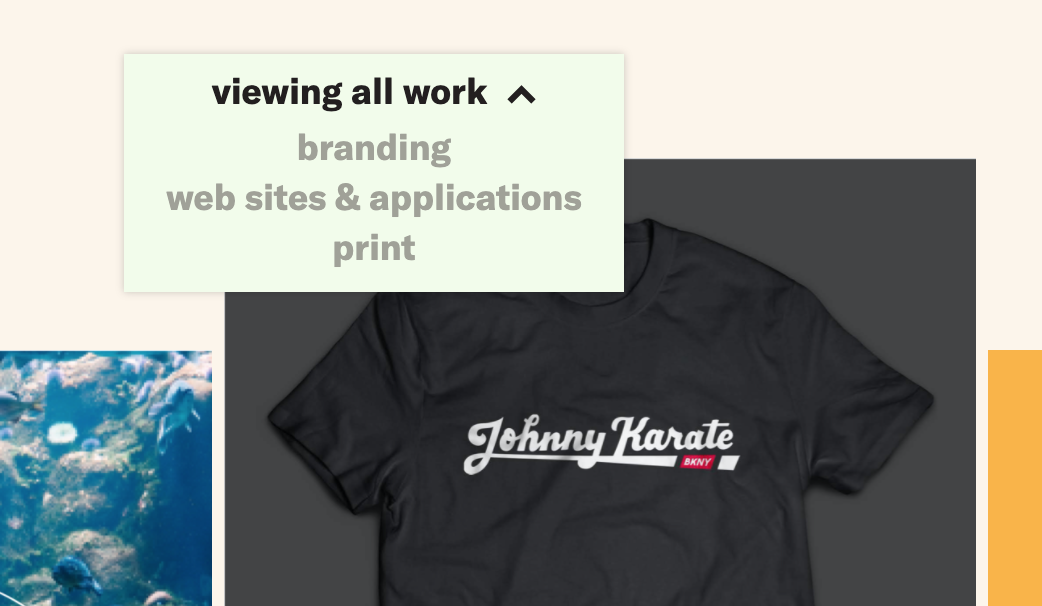 viewing all work
branding
web sites & applications
print
Johnny Karate
BKNY